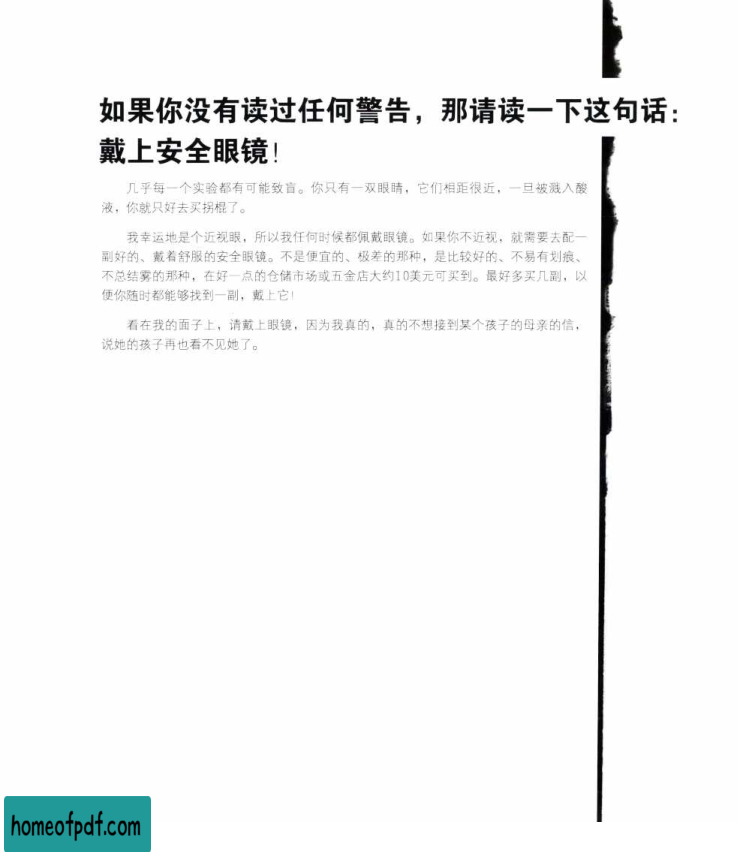 如果你没有读过任何警告，那请读一下这句话：
戴上安全眼镜！
几乎每一个实验都有可能致盲。你只有一双眼睛，它们相距很近，一旦被溅入酸
液，你就只好去买拐棍了。
我幸运地是个近视眼，所以我任何时候都佩戴眼镜。如果你不近视，就需要去配一
副好的、戴着舒服的安全眼镜。不是便宜的、极差的那种，是比较好的、不易有划痕、
不总结雾的那种，在好一点的仓储市场或五金店大约10美元可买到。最好多买几副，以
便你随时都能够找到一副，戴上它！
看在我的面子上，请戴上眼镜，因为我真的，真的不想接到某个孩子的母亲的信，
说她的孩子再也看不见她了。
homeofpdf.com